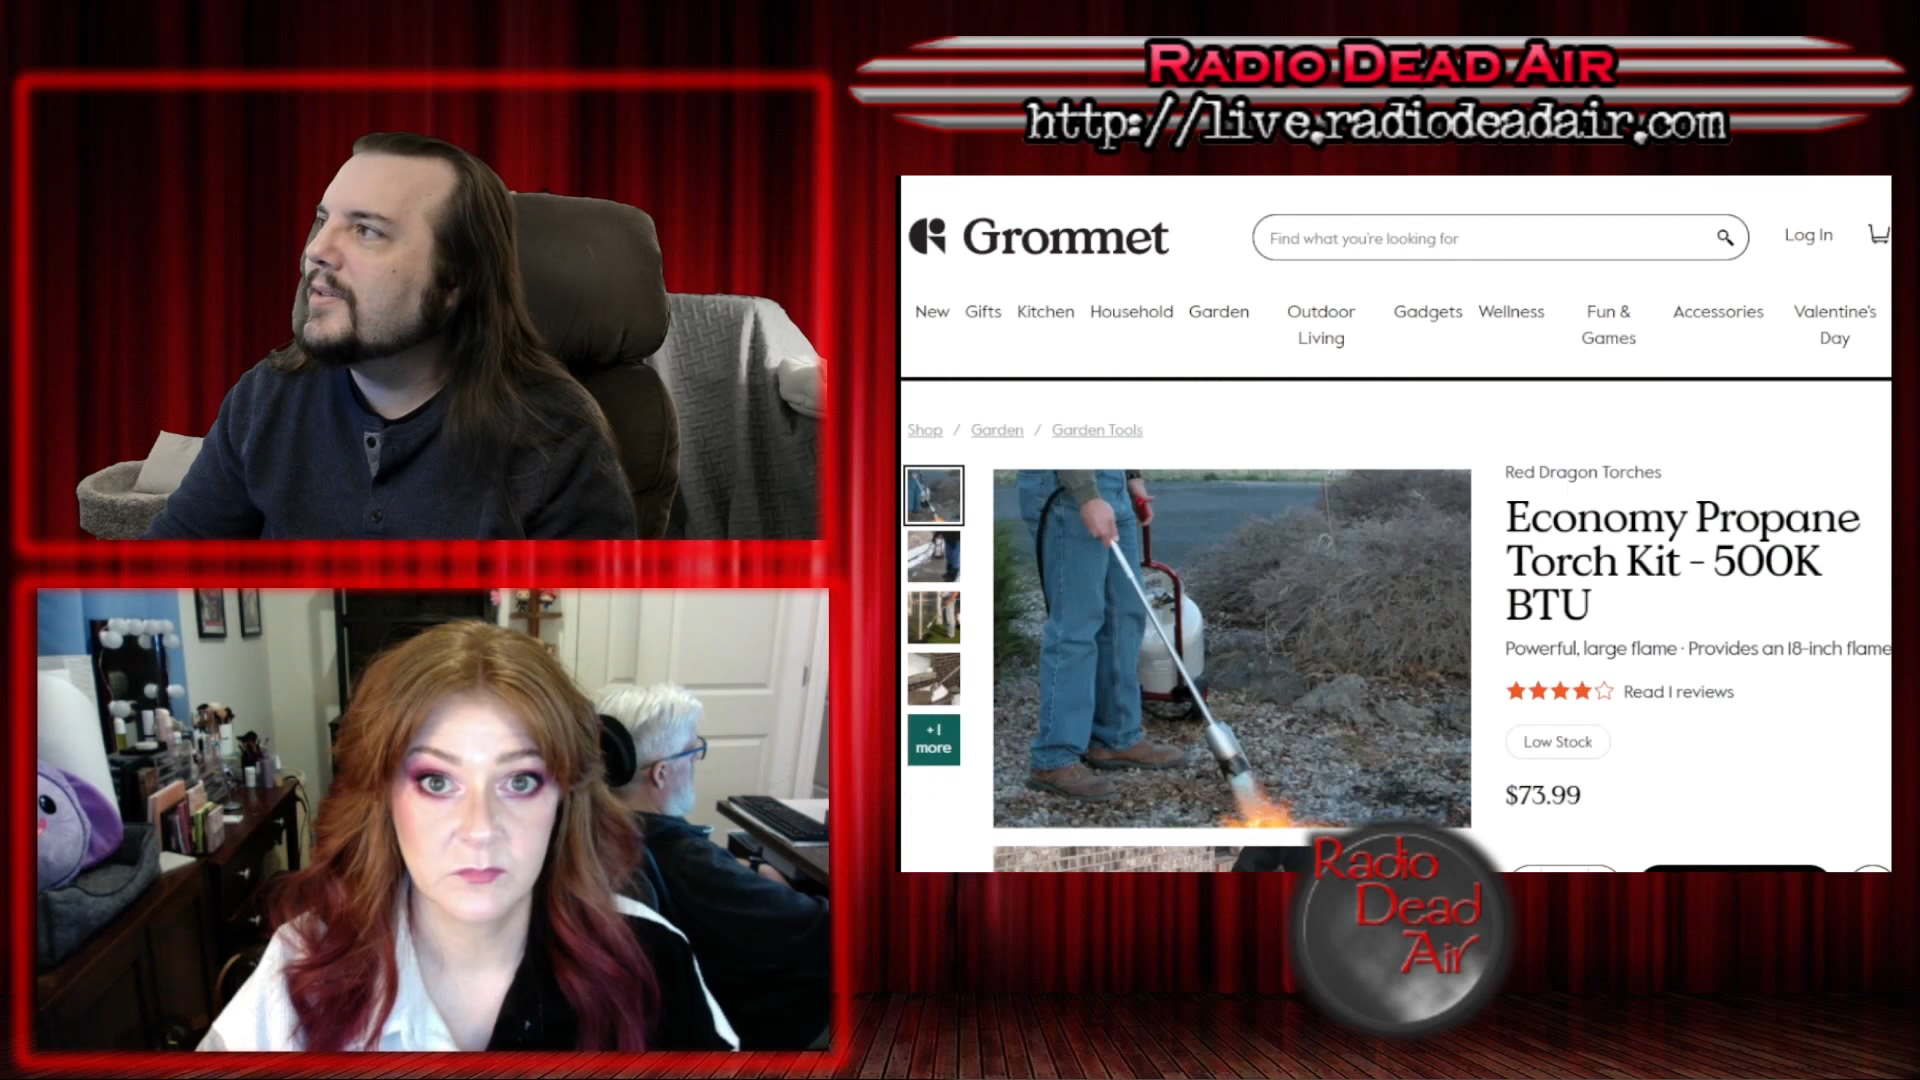 Radio Dead Air
http://live.radiodeadair.com
Grommet
Find what you're looking for
Log In
New
Gifts
Kitchen
Household
Garden
Outdoor
Living
Gadgets
Wellness
Fun &
Games
Accessories
Valentine's
Day
Shop / Garden / Garden Tools
+1
more
Red Dragon Torches
Economy Propane
Torch Kit - 500K
BTU
Powerful, large flame · Provides an 18-inch flame
Read 1 reviews
Low Stock
$73.99
Radio
Dead
Air